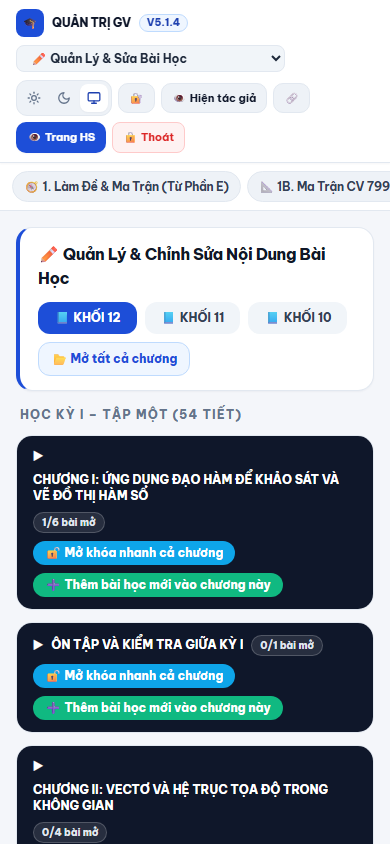 QUẢN TRỊ GV V5.1.4
Quản Lý & Sửa Bài Học
Hiện tác giả
Trang HS Thoát
1. Làm Đề & Ma Trận (Từ Phần E) 1B. Ma Trận CV 799
Quản Lý & Chỉnh Sửa Nội Dung Bài
Học
KHỐI 12 KHỐI 11 KHỐI 10
Mở tất cả chương
HỌC KỲ I – TẬP MỘT (54 TIẾT)
CHƯƠNG I: ỨNG DỤNG ĐẠO HÀM ĐỂ KHẢO SÁT VÀ
VẼ ĐỒ THỊ HÀM SỐ
1/6 bài mở
Mở khóa nhanh cả chương
Thêm bài học mới vào chương này
ÔN TẬP VÀ KIỂM TRA GIỮA KỲ I 0/1 bài mở
Mở khóa nhanh cả chương
Thêm bài học mới vào chương này
CHƯƠNG II: VECTƠ VÀ HỆ TRỤC TỌA ĐỘ TRONG
KHÔNG GIAN
0/4 bài mở